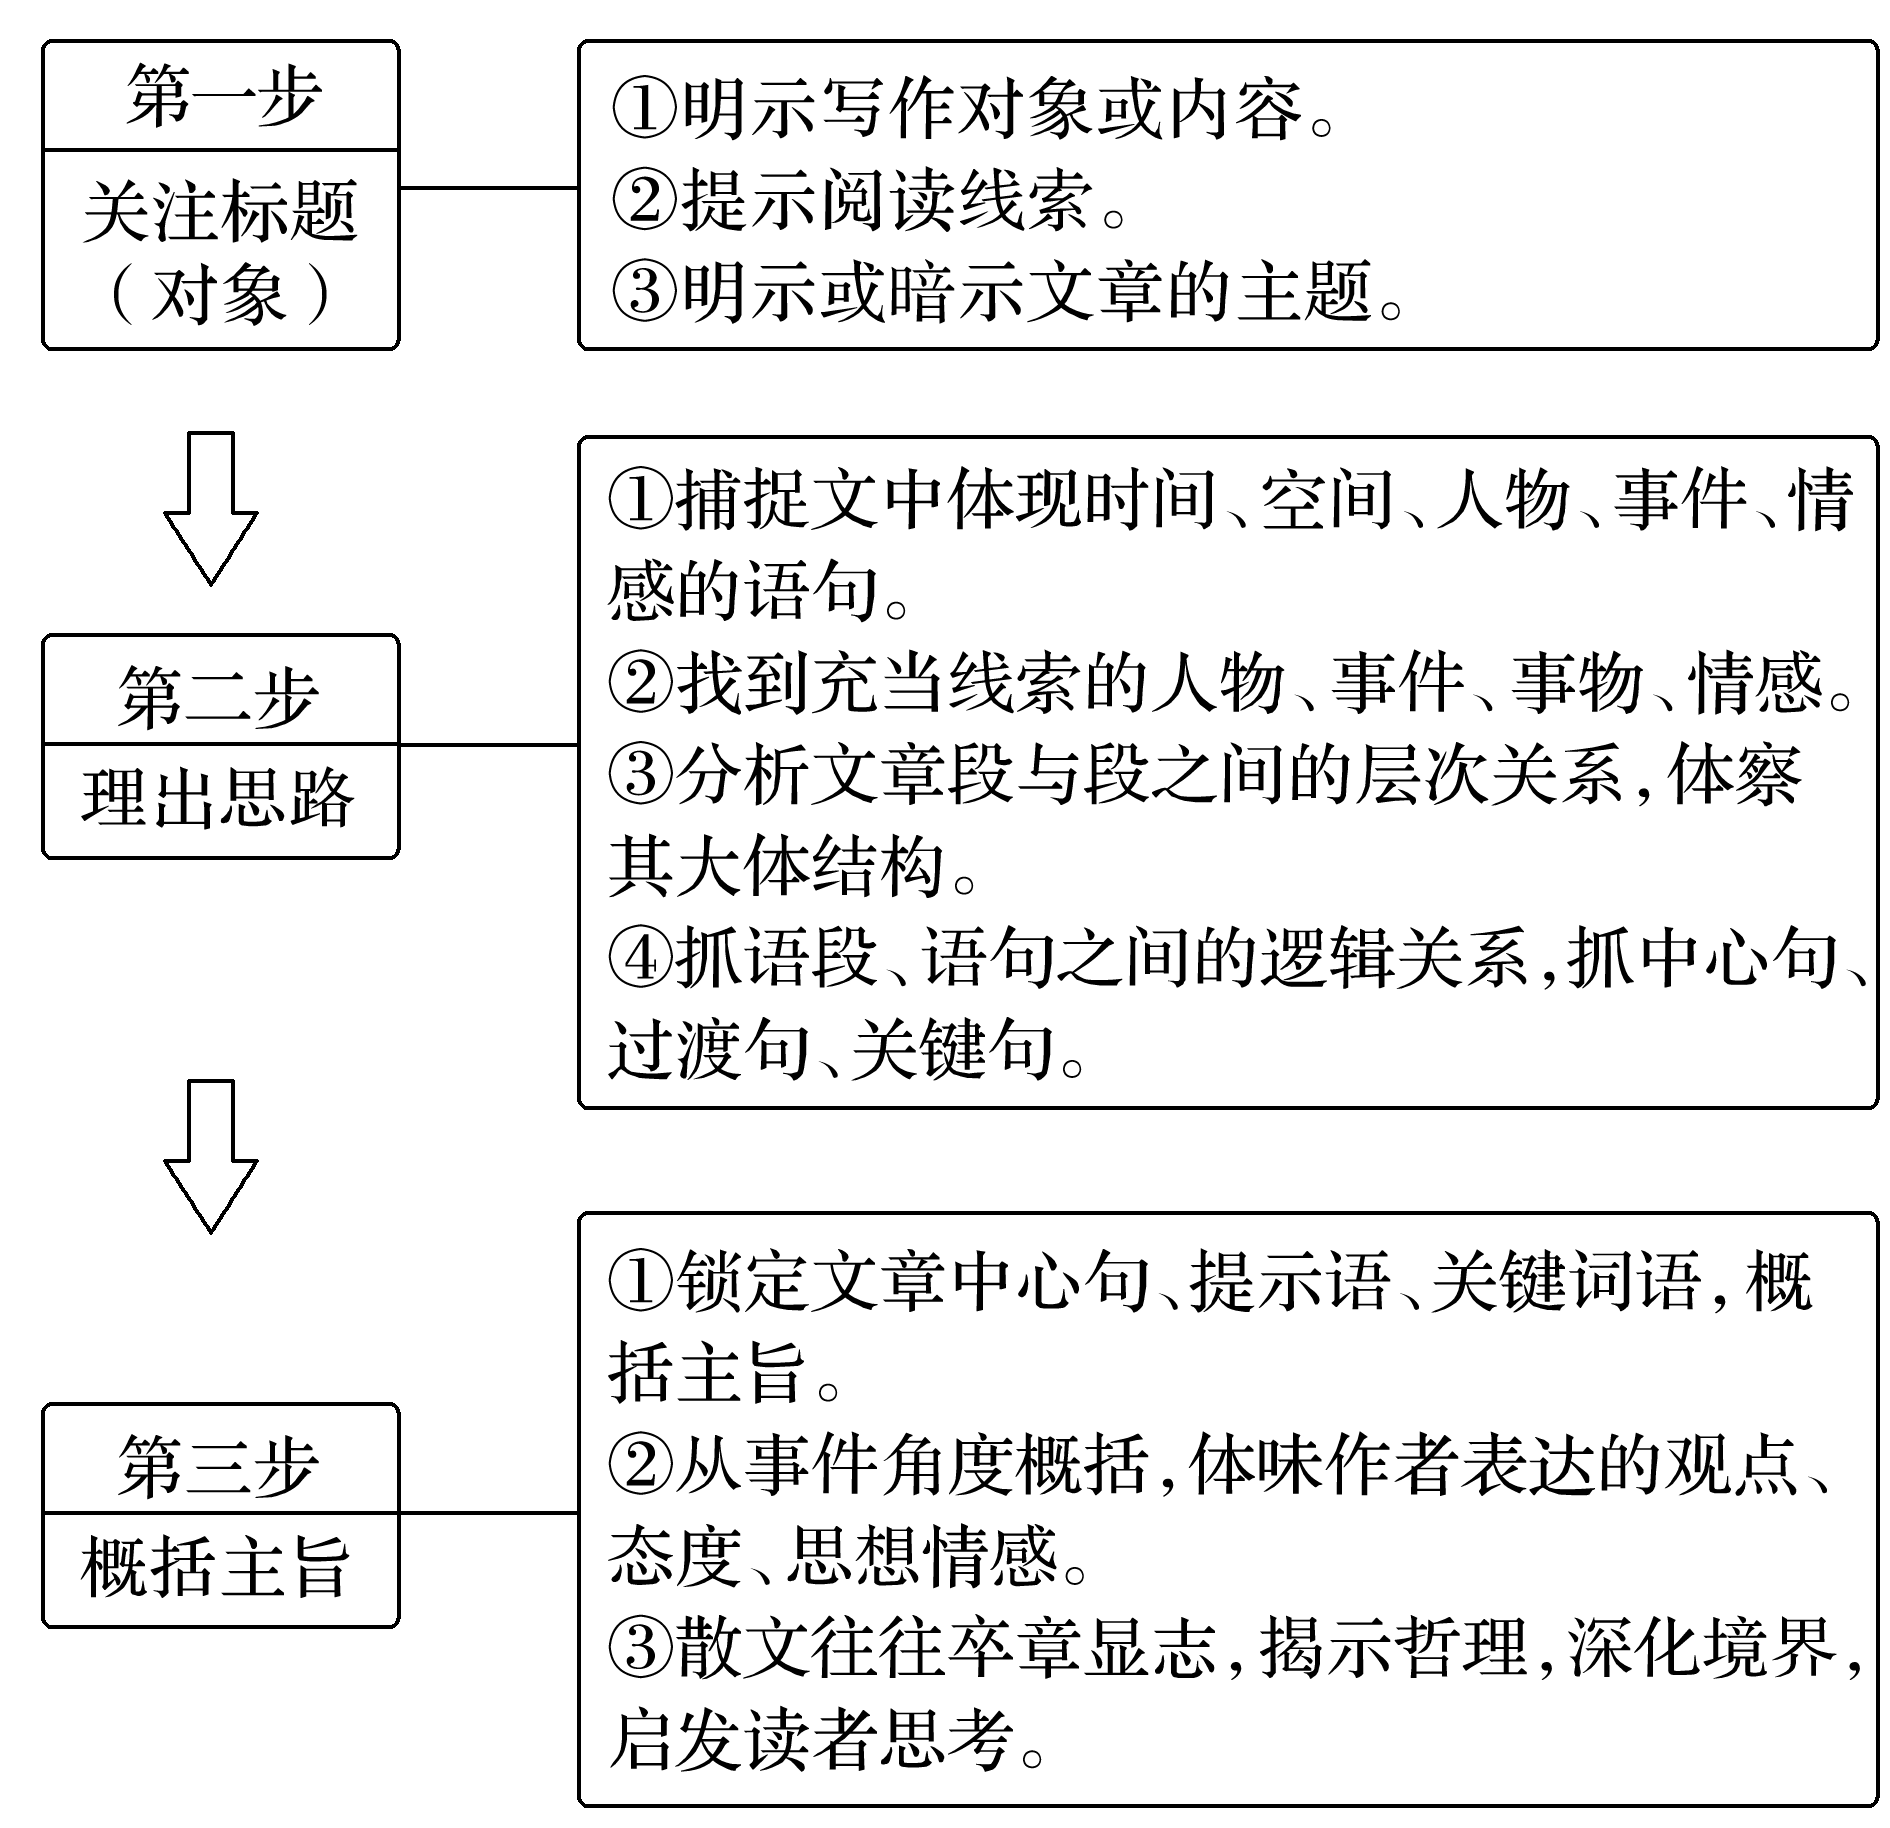 第一步
关注标题
（对象）
①明示写作对象或内容。
②提示阅读线索。
③明示或暗示文章的主题。
第二步
理出思路
①捕捉文中体现时间、空间、人物、事件、情
感的语句。
②找到充当线索的人物、事件、事物、情感。
③分析文章段与段之间的层次关系,体察
其大体结构。
④抓语段、语句之间的逻辑关系,抓中心句、
过渡句、关键句。
第三步
概括主旨
①锁定文章中心句、提示语、关键词语,概
括主旨。
②从事件角度概括,体味作者表达的观点、
态度、思想情感。
③散文往往卒章显志,揭示哲理,深化境界,
启发读者思考。